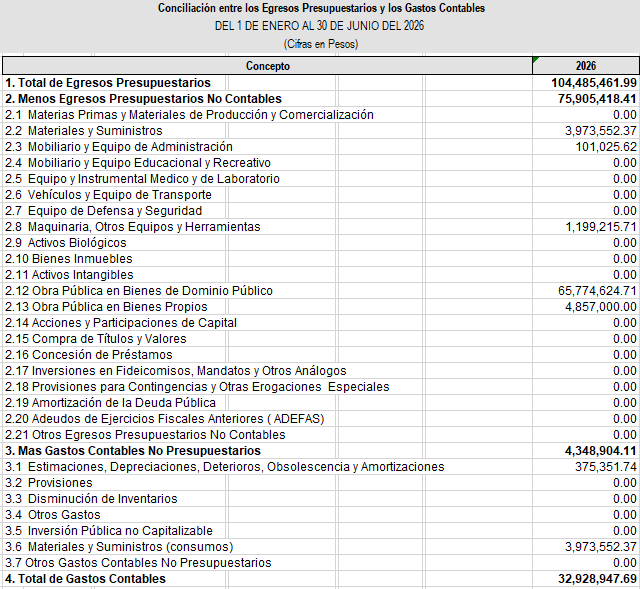 Conciliación entre los Egresos Presupuestarios y los Gastos Contables
DEL 1 DE ENERO AL 30 DE JUNIO DEL 2026
(Cifras en Pesos)
Concepto 2026
1. Total de Egresos Presupuestarios 104,485,461.99
2. Menos Egresos Presupuestarios No Contables 75,905,418.41
2.1 Materias Primas y Materiales de Producción y Comercialización 0.00
2.2 Materiales y Suministros 3,973,552.37
2.3 Mobiliario y Equipo de Administración 101,025.62
2.4 Mobiliario y Equipo Educacional y Recreativo 0.00
2.5 Equipo y Instrumental Medico y de Laboratorio 0.00
2.6 Vehículos y Equipo de Transporte 0.00
2.7 Equipo de Defensa y Seguridad 0.00
2.8 Maquinaria, Otros Equipos y Herramientas 1,199,215.71
2.9 Activos Biológicos 0.00
2.10 Bienes Inmuebles 0.00
2.11 Activos Intangibles 0.00
2.12 Obra Pública en Bienes de Dominio Público 65,774,624.71
2.13 Obra Pública en Bienes Propios 4,857,000.00
2.14 Acciones y Participaciones de Capital 0.00
2.15 Compra de Títulos y Valores 0.00
2.16 Concesión de Préstamos 0.00
2.17 Inversiones en Fideicomisos, Mandatos y Otros Análogos 0.00
2.18 Provisiones para Contingencias y Otras Erogaciones Especiales 0.00
2.19 Amortización de la Deuda Pública 0.00
2.20 Adeudos de Ejercicios Fiscales Anteriores ( ADEFAS) 0.00
2.21 Otros Egresos Presupuestarios No Contables 0.00
3. Mas Gastos Contables No Presupuestarios 4,348,904.11
3.1 Estimaciones, Depreciaciones, Deterioros, Obsolescencia y Amortizaciones 375,351.74
3.2 Provisiones 0.00
3.3 Disminución de Inventarios 0.00
3.4 Otros Gastos 0.00
3.5 Inversión Pública no Capitalizable 0.00
3.6 Materiales y Suministros (consumos) 3,973,552.37
3.7 Otros Gastos Contables No Presupuestarios 0.00
4. Total de Gastos Contables 32,928,947.69